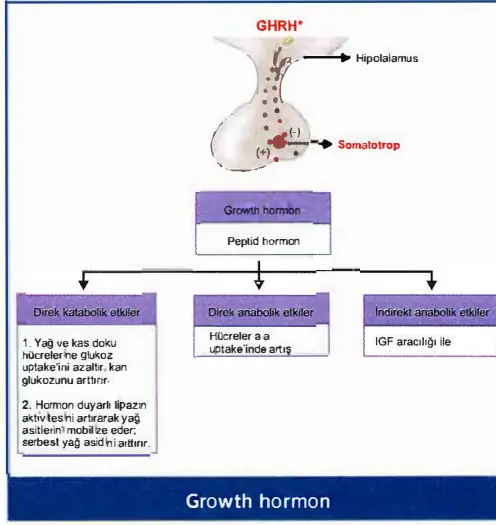 GHRH*
Hipolalamus
(-)
(+)
Somatotrop
Growth hormon
Peptid hormon
Direk katabolik etkiler
1. Yağ ve kas doku
hücrelerine glukoz
uptake'ini azaltır, kan
glukozunu arttırır.
2. Hormon duyarlı lipazın
aktivitesini artırarak yağ
asitlerini mobilize eder;
serbest yağ asidini arttırır.
Direk anabolik etkiler
Hücreler a.a
uptake'inde artış
İndirekt anabolik etkiler
IGF aracılığı ile
Growth hormon